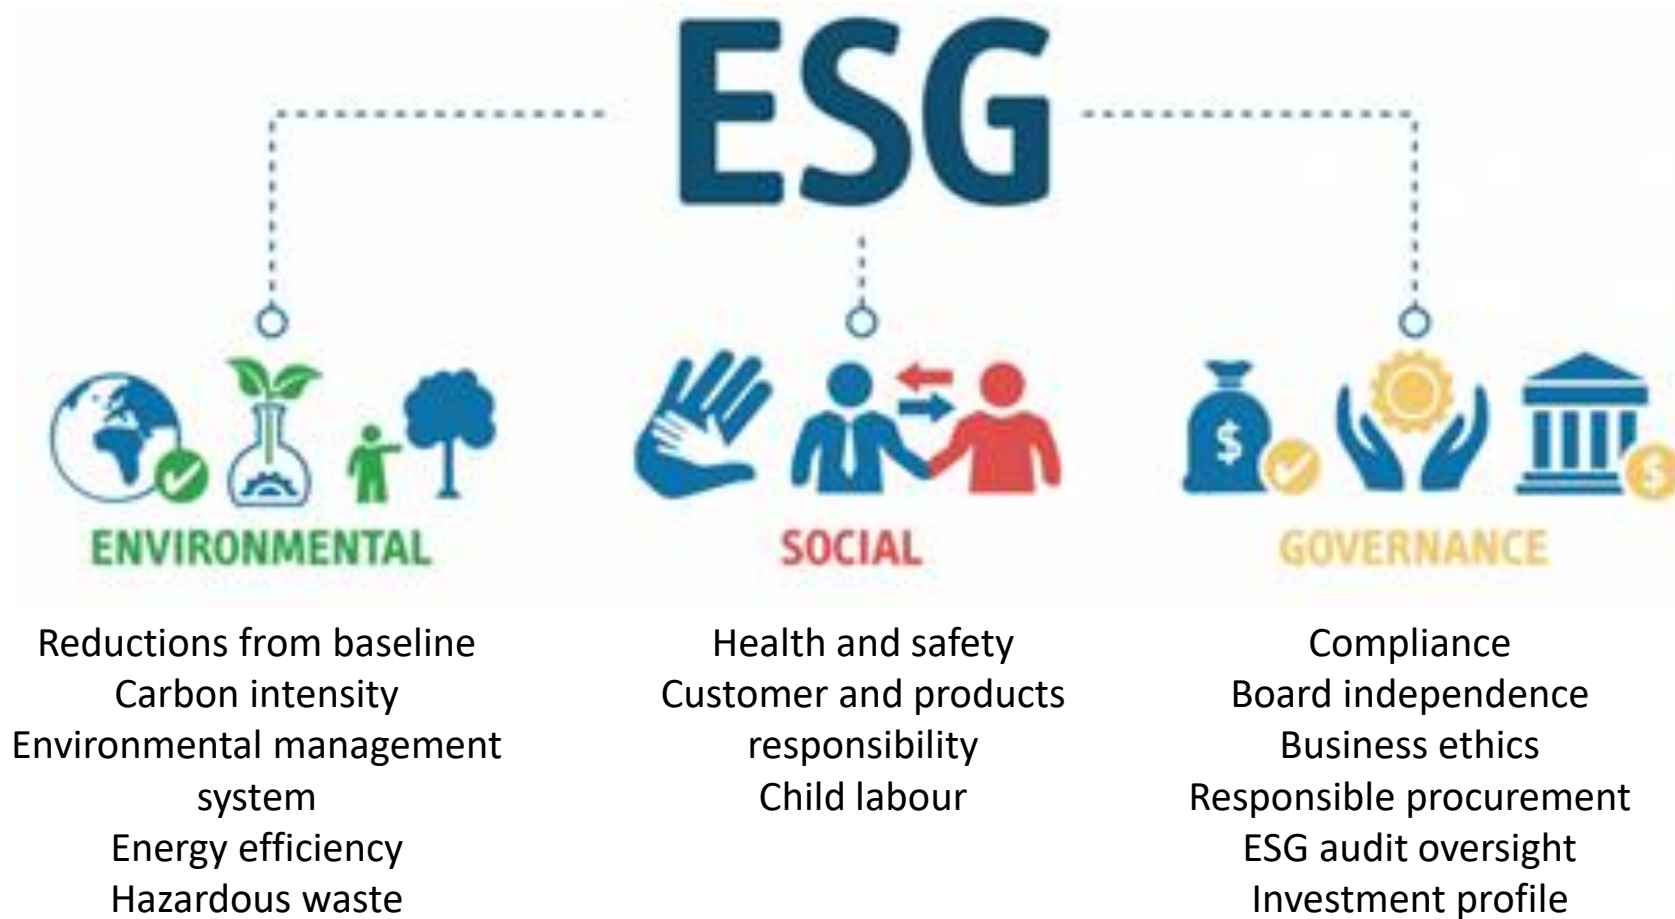 ESG
ENVIRONMENTAL
Reductions from baseline
Carbon intensity
Environmental management
system
Energy efficiency
Hazardous waste
SOCIAL
Health and safety
Customer and products
responsibility
Child labour
$
$
GOVERNANCE
Compliance
Board independence
Business ethics
Responsible procurement
ESG audit oversight
Investment profile